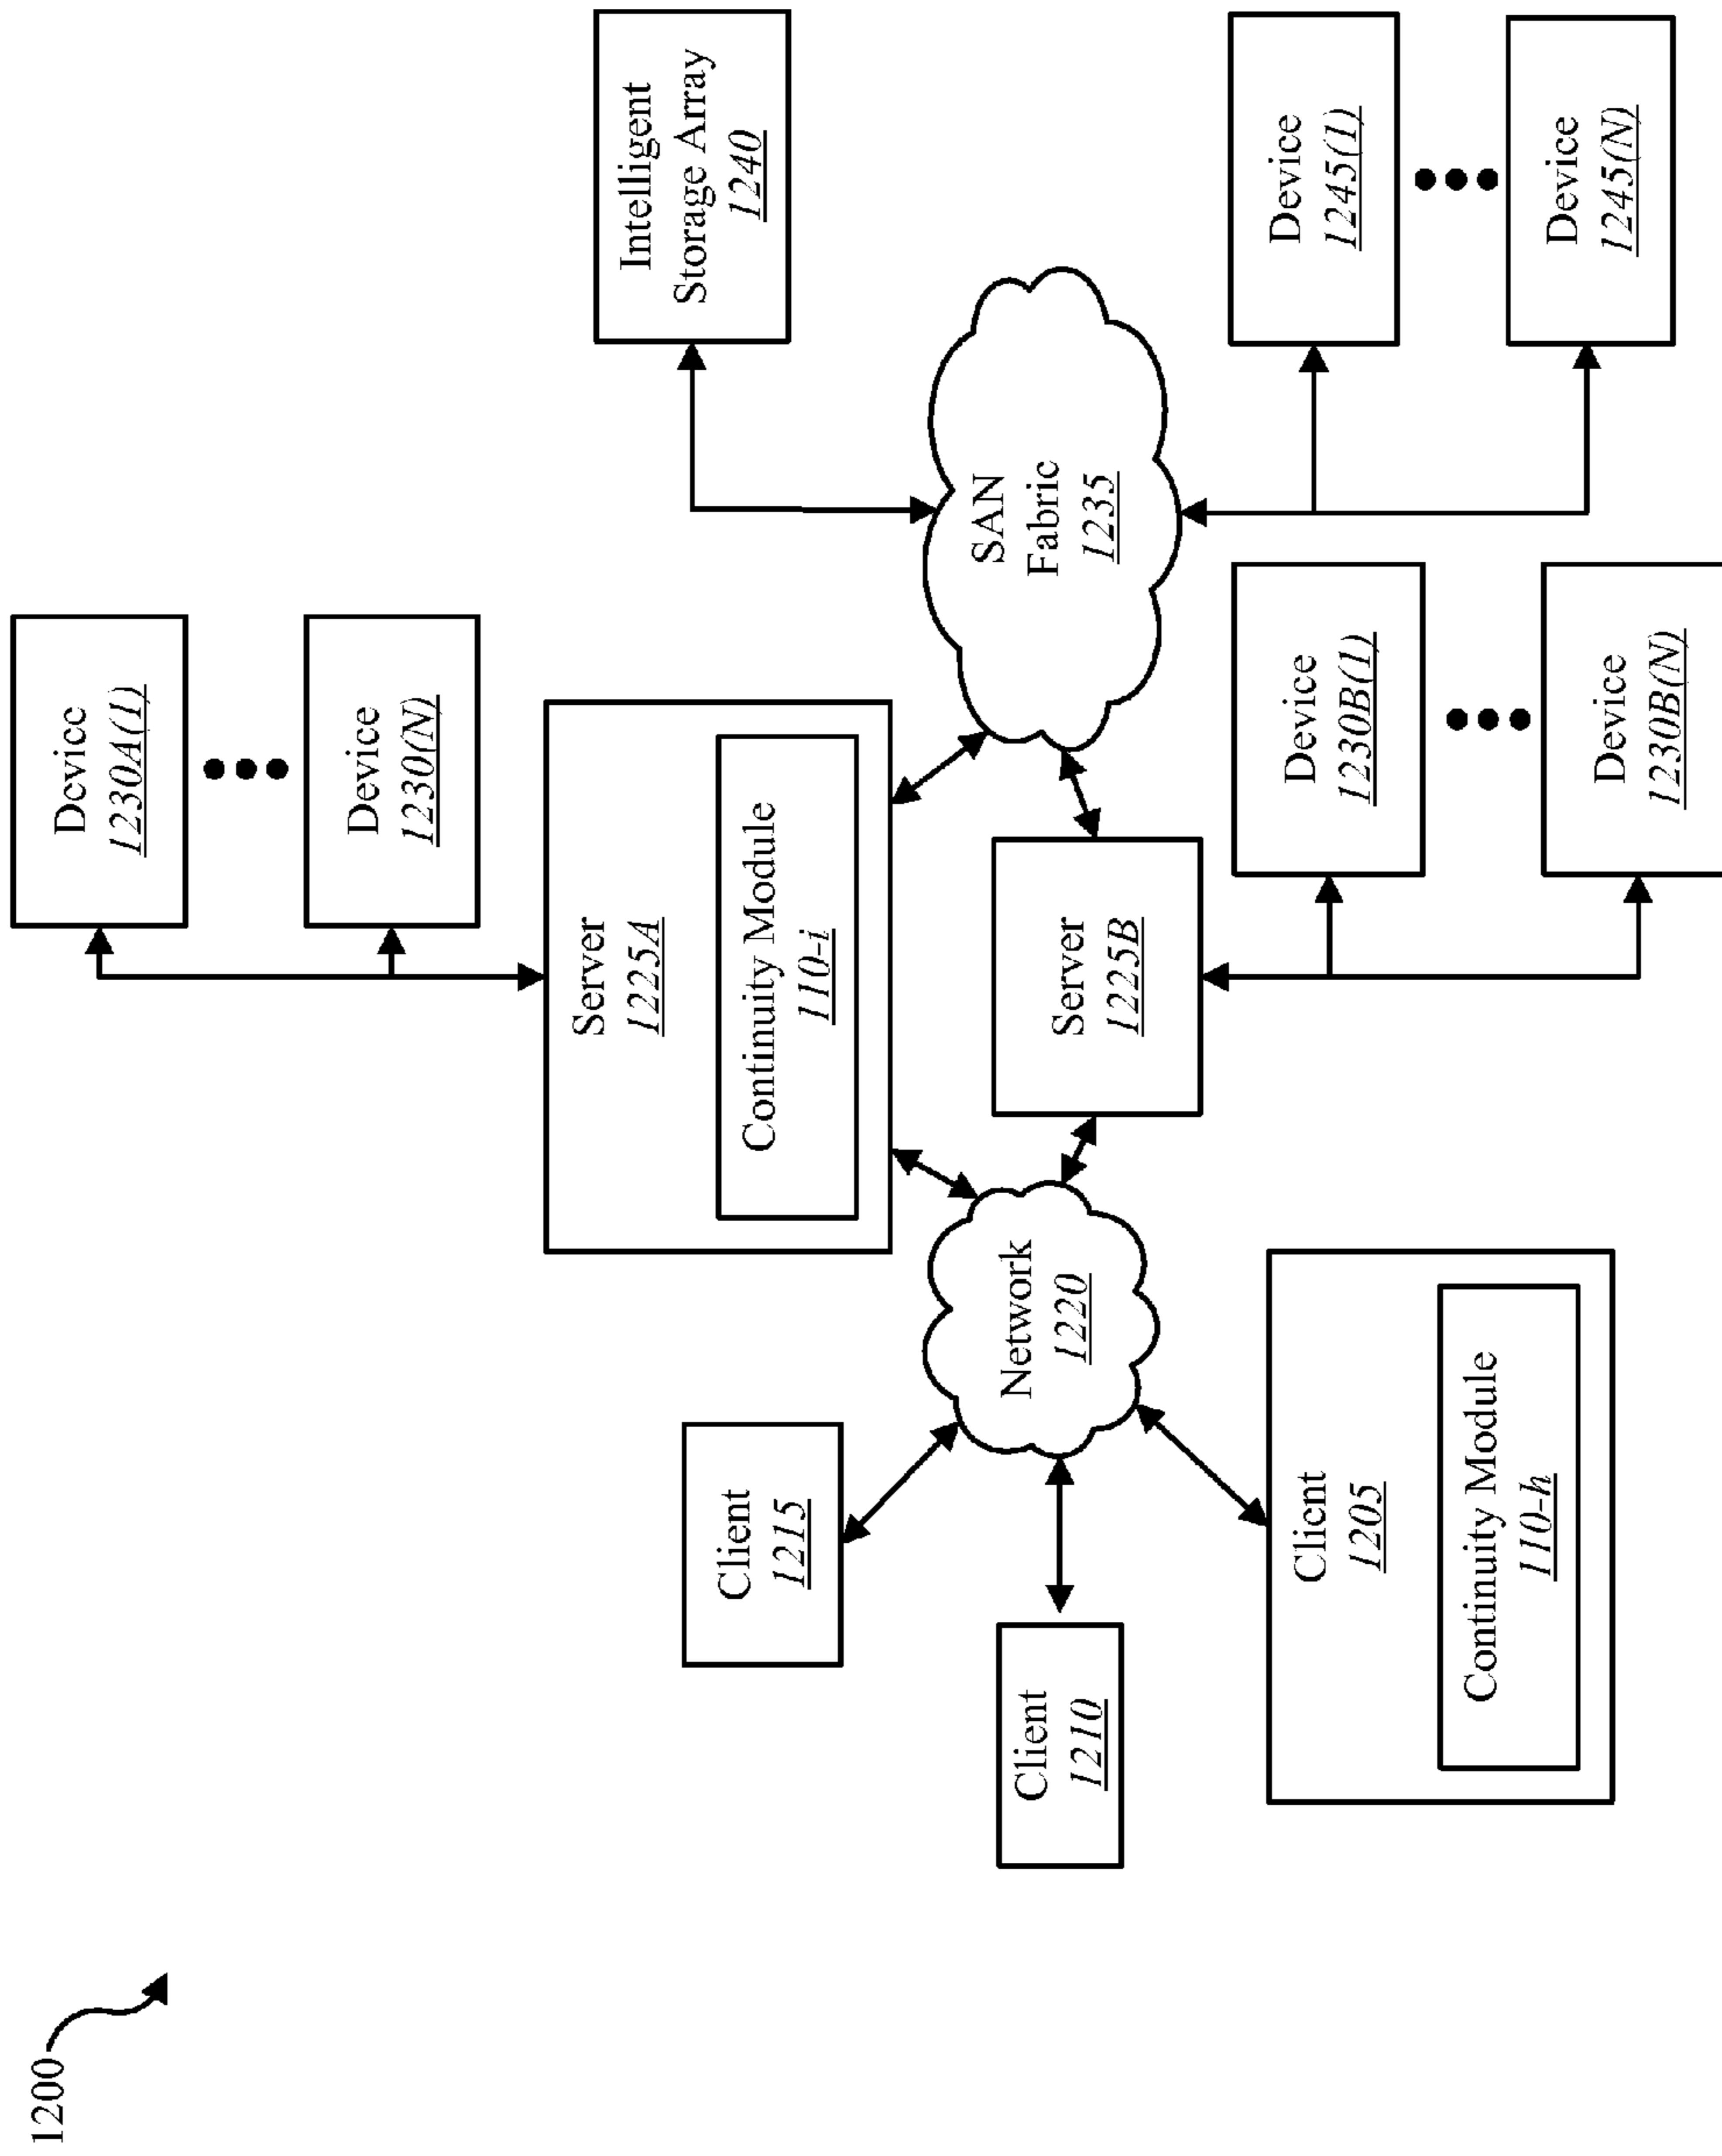 1200
Device
1230A(1)
Device
1230(N)
Server
1225A
Continuity Module
110-i
Intelligent
Storage Array
1240
Client
1215
Client
1210
Network
1220
SAN
Fabric
1235
Server
1225B
Client
1205
Continuity Module
110-h
Device
1230B(1)
Device
1230B(N)
Device
1245(1)
Device
1245(N)